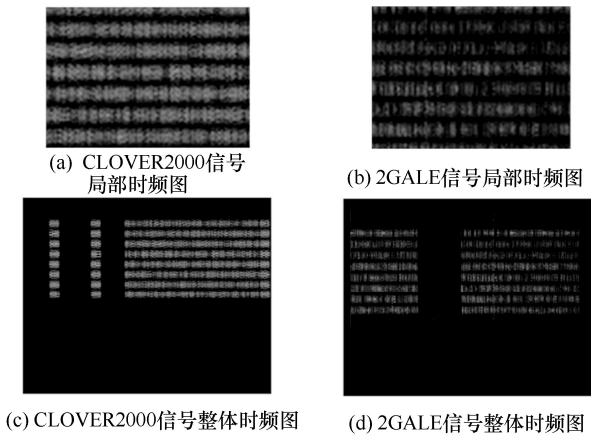 (a) CLOVER2000信号
局部时频图
(b) 2GALE信号局部时频图
(c) CLOVER2000信号整体时频图
(d) 2GALE信号整体时频图